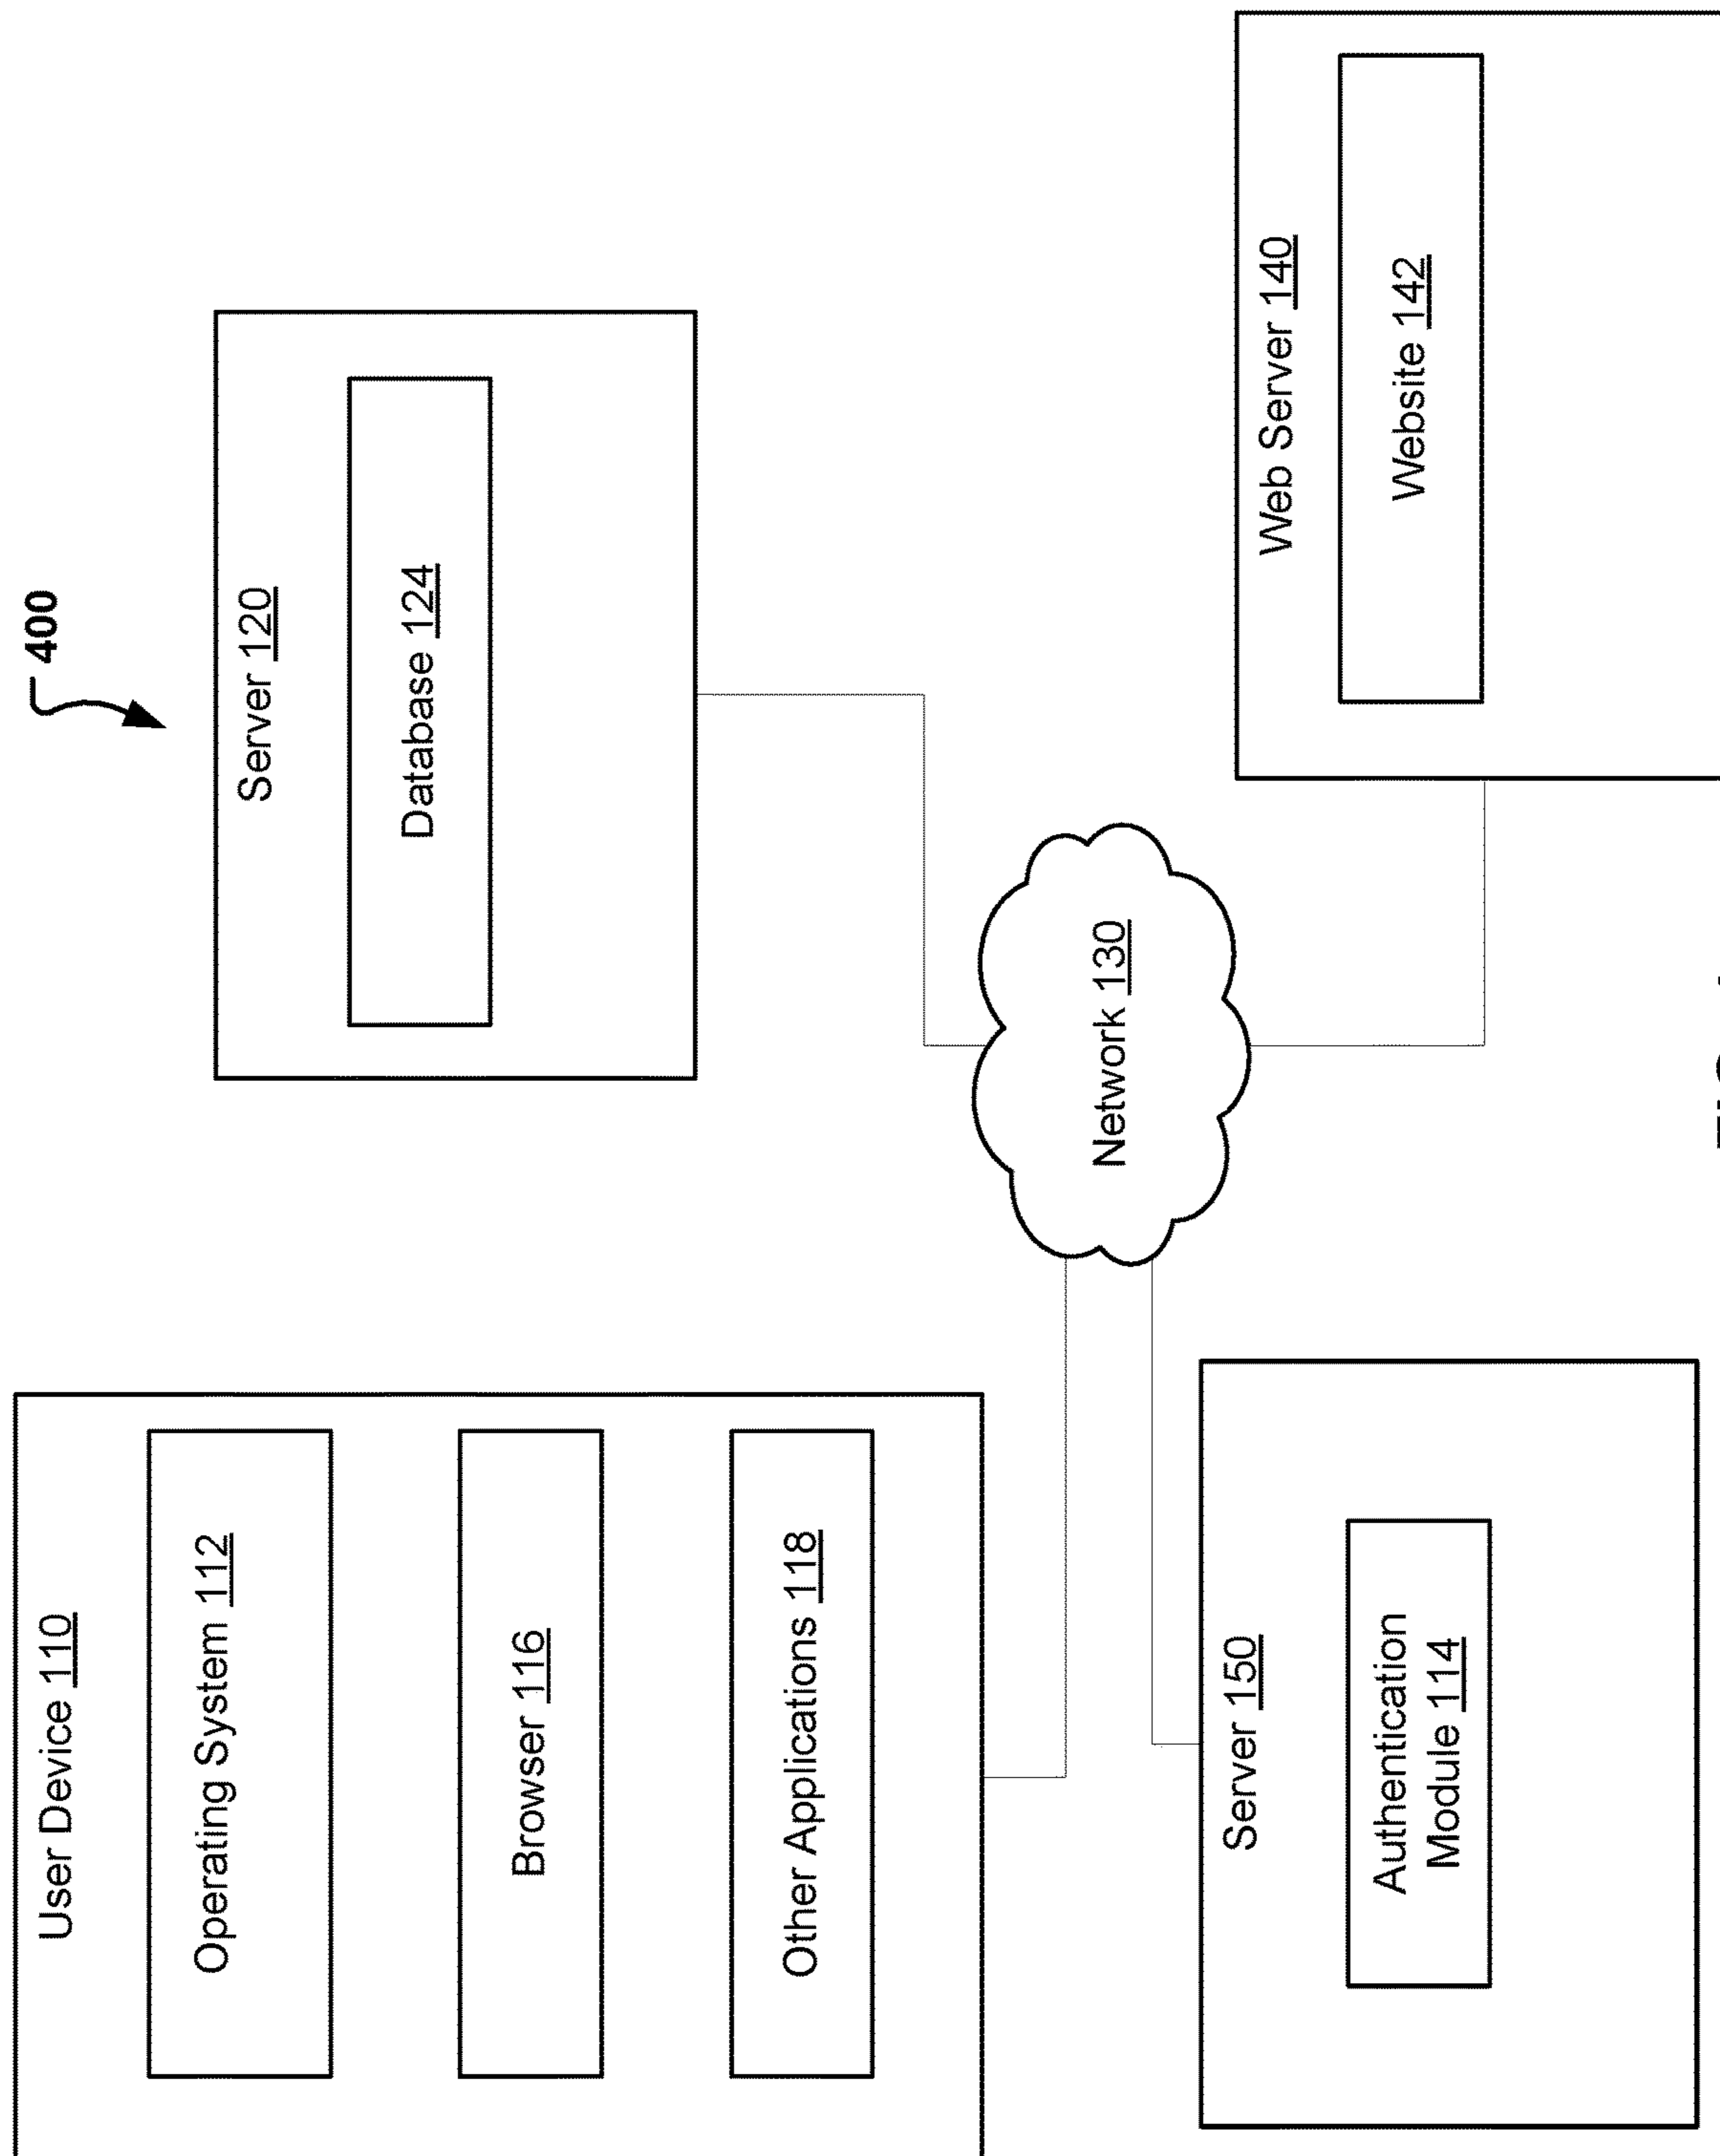 400
User Device 110
Operating System 112
Browser 116
Other Applications 118
Server 120
Database 124
Network 130
Server 150
Authentication
Module 114
Web Server 140
Website 142